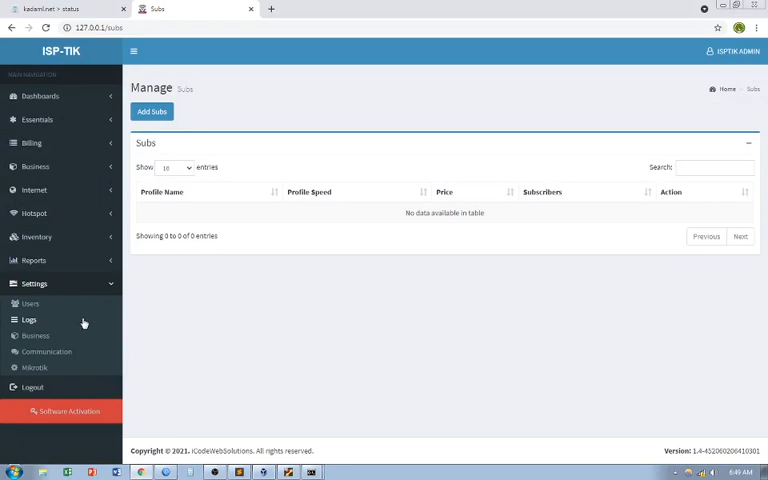 kadami.net > status
Subs
127.0.0.1/subs
ISP-TIK
ISPTIK ADMIN
MAIN NAVIGATION
Dashboards
Essentials
Billing
Business
Internet
Hotspot
Inventory
Reports
Settings
Users
Logs
Business
Communication
Mikrotik
Logout
Software Activation
Manage Subs
Home - Subs
Add Subs
Subs
Show 10 entries
Search:
Profile Name Profile Speed Price Subscribers Action
No data available in table
Showing 0 to 0 of 0 entries
Previous Next
Copyright © 2021. iCodeWebSolutions. All rights reserved.
Version: 1.4-452000206410301
6:49 AM